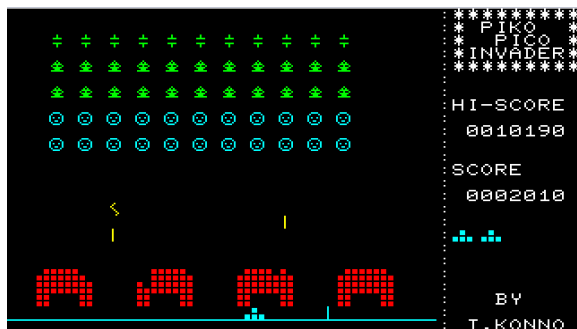 *********
* PIKO *
* PICO *
*INVADER*
*********
HI-SCORE
0010190
SCORE
0002010
BY
T.KONNO